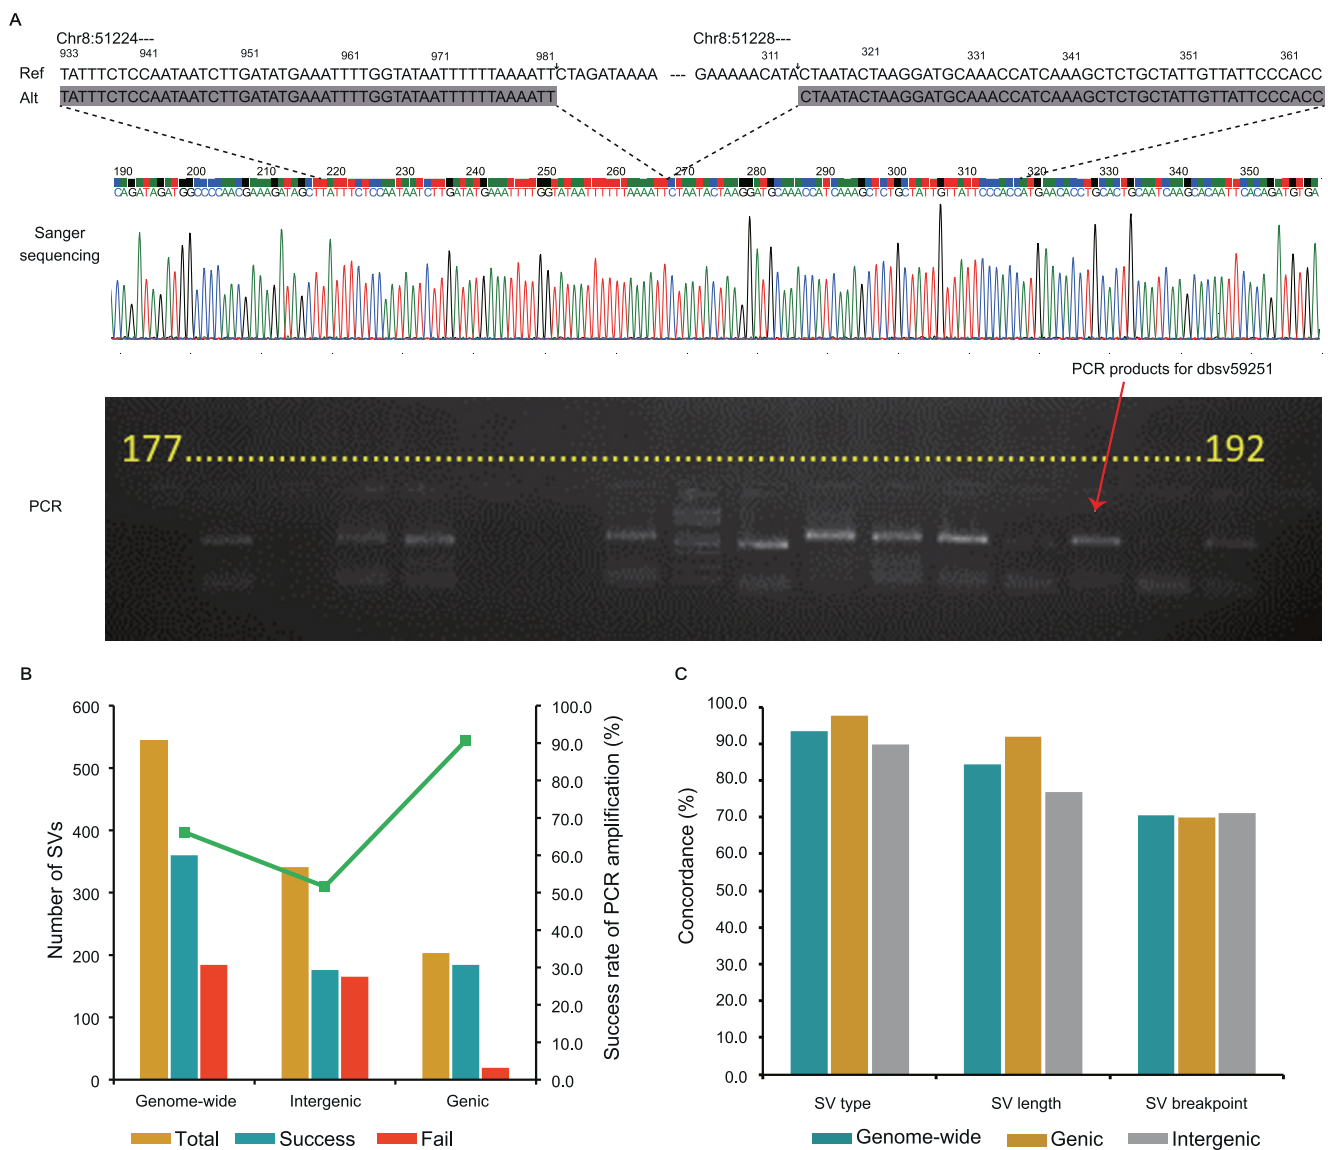 A
Chr8:51224--- Chr8:51228---
933 941 951 961 971 981 311 321 331 341 351 361
Ref TATTTCTCCAATAATCTTGATATGAAATTTTGGTATAATTTTTTAAAATTCTAGATAAAA --- GAAAAACATACTAATACTAAGGATGCAAACCATCAAAGCTCTGCTATTGTTATTCCCACC
Alt TATTTCTCCAATAATCTTGATATGAAATTTTGGTATAATTTTTTAAAATT CTAATACTAAGGATGCAAACCATCAAAGCTCTGCTATTGTTATTCCCACC
190 200 210 220 230 240 250 260 270 280 290 300 310 320 330 340 350
CAGATAGATGGCCCCAACGAAAGATAGCTTATTTCTCCAATAATCTTGATATGAAATTTTGGTATAATTTTTTAAAATTCTAATACTAAGGATGCAAACCATCAAAGCTCTGCTATTGTTATTCCCACCATGAACACCTGCACTGCAATCAAGCACAATTCACAGATGTGA
Sanger
sequencing
PCR products for dbsv59251
177 192
PCR
B
600
500
400
300
200
100
0
Number of SVs
100.0
90.0
80.0
70.0
60.0
50.0
40.0
30.0
20.0
10.0
0.0
Success rate of PCR amplification (%)
Genome-wide Intergenic Genic
Total Success Fail
C
100.0
90.0
80.0
70.0
60.0
50.0
40.0
30.0
20.0
10.0
0.0
Concordance (%)
SV type SV length SV breakpoint
Genome-wide Genic Intergenic